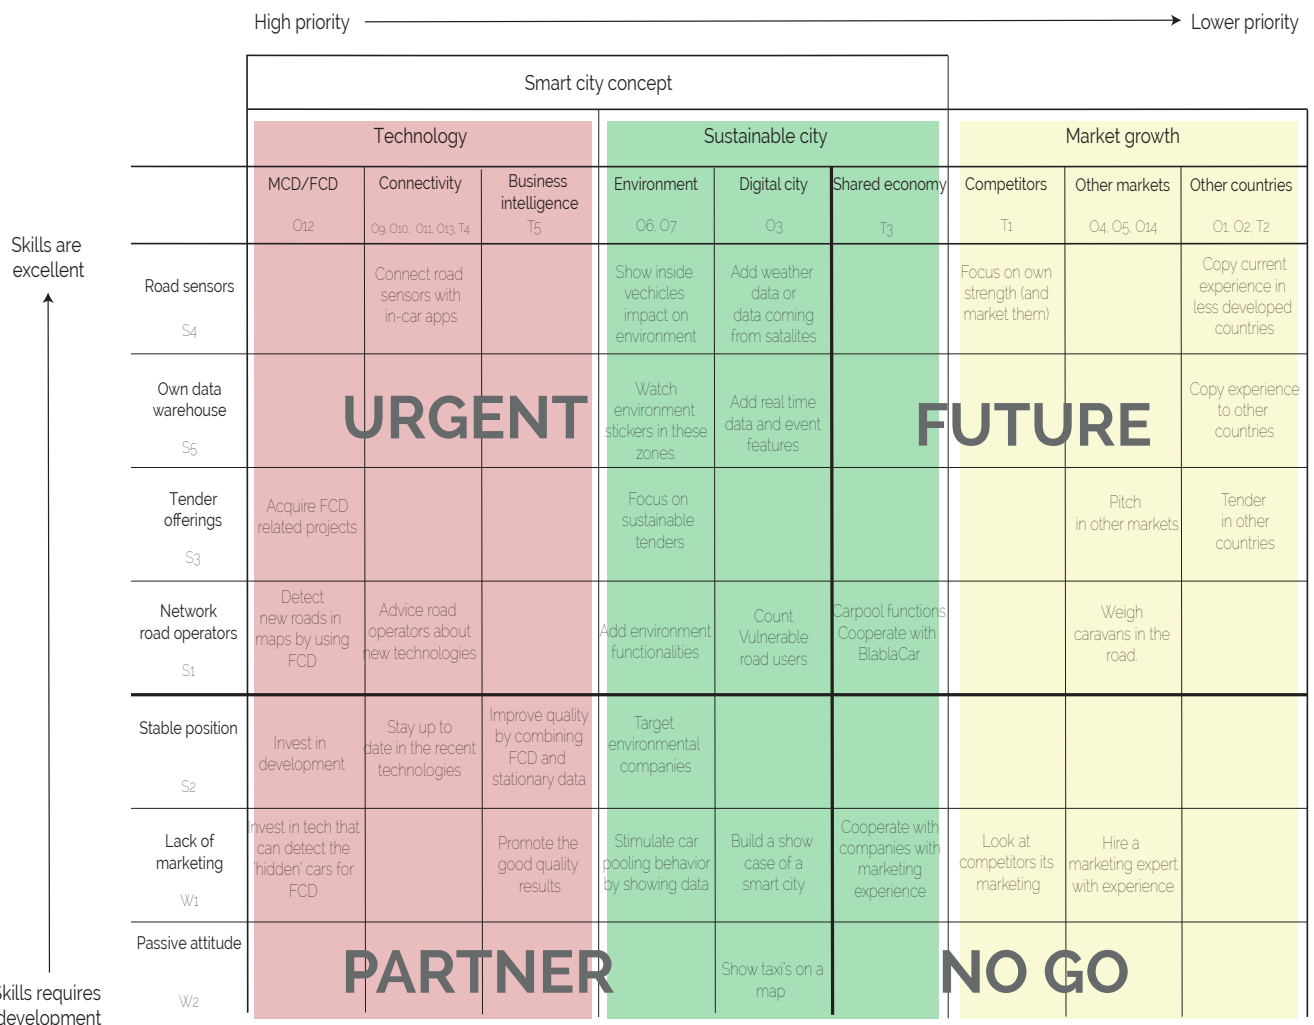 High priority
Lower priority
Smart city concept
Technology
Sustainable city
Market growth
MCD/FCD
O12
Connectivity
O9, O10, O11, O13, T4
Business
intelligence
T5
Environment
O6, O7
Digital city
O3
Shared economy
T3
Competitors
T1
Other markets
O4, O5, O14
Other countries
O1, O2, T2
Skills are
excellent
Road sensors
S4
Connect road
sensors with
in-car apps
Show inside
vechicles
impact on
environment
Add weather
data or
data coming
from satalites
Focus on own
strength (and
market them)
Copy current
experience in
less developed
countries
Own data
warehouse
S5
URGENT
Watch
environment
stickers in these
zones.
Add real time
data and event
features
FUTURE
Copy experience
to other
countries
Tender
offerings
S3
Acquire FCD
related projects
Focus on
sustainable
tenders
Pitch
in other markets
Tender
in other
countries
Network
road operators
S1
Detect
new roads in
maps by using
FCD
Advice road
operators about
new technologies
Add environment
functionalities
Count
Vulnerable
road users
Carpool functions
Cooperate with
BlablaCar
Weigh
caravans in the
road.
Stable position
S2
Invest in
development
Stay up to
date in the recent
technologies
Improve quality
by combining
FCD and
stationary data
Target
environmental
companies
Lack of
marketing
W1
Invest in tech that
can detect the
'hidden' cars for
FCD
Promote the
good quality
results
Stimulate car
pooling behavior
by showing data
Build a show
case of a
smart city
Cooperate with
companies with
marketing
experience
Look at
competitors its
marketing
Hire a
marketing expert
with experience
Passive attitude
W2
PARTNER
Show taxi's on a
map
NO GO
Skills requires
development